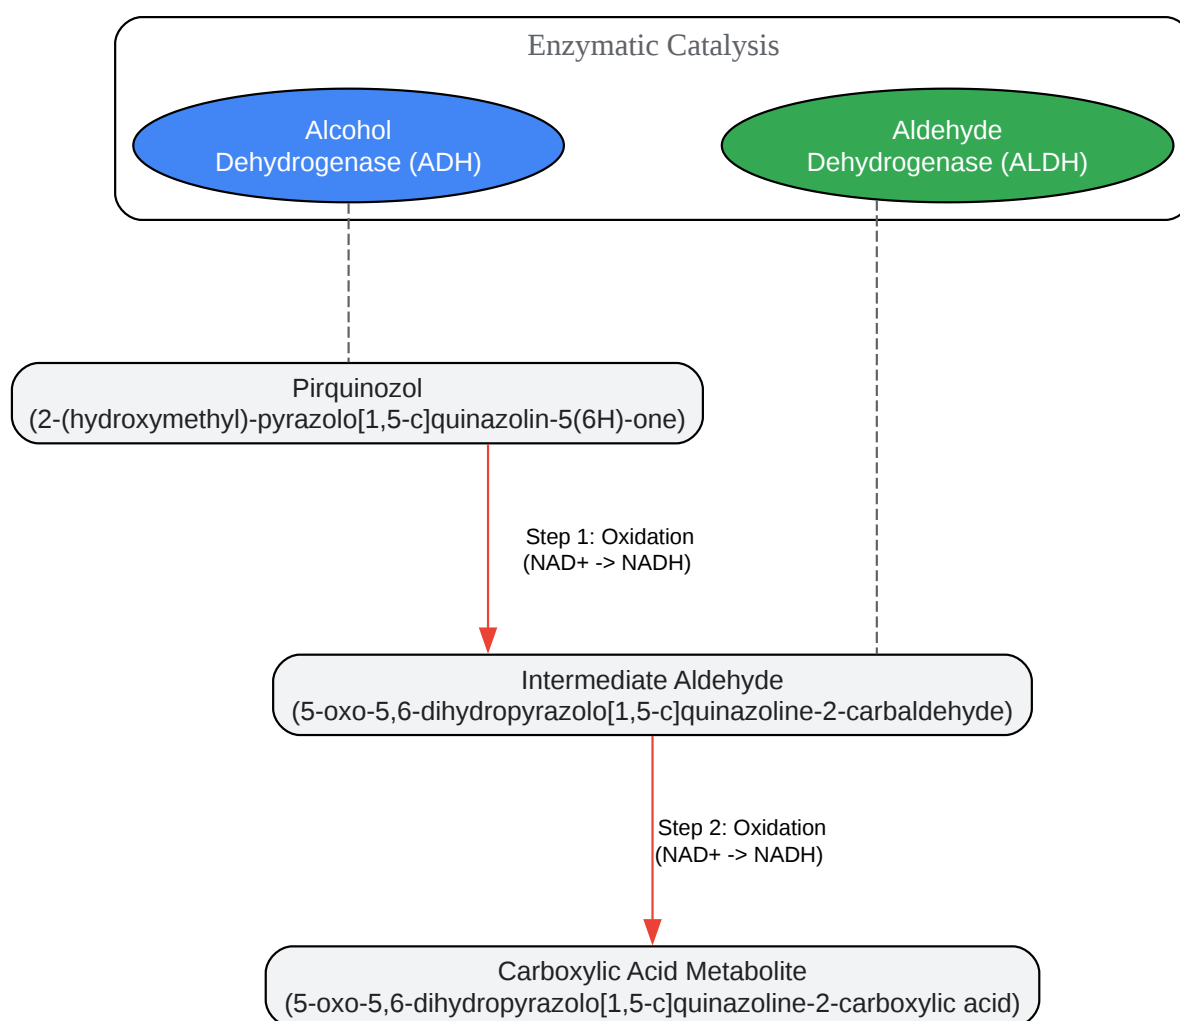 Enzymatic Catalysis
Alcohol
Dehydrogenase (ADH)
Aldehyde
Dehydrogenase (ALDH)
Pirquinozol
(2-(hydroxymethyl)-pyrazolo[1,5-c]quinazolin-5(6H)-one)
Step 1: Oxidation
(NAD+ -> NADH)
Intermediate Aldehyde
(5-oxo-5,6-dihydropyrazolo[1,5-c]quinazoline-2-carbaldehyde)
Step 2: Oxidation
(NAD+ -> NADH)
Carboxylic Acid Metabolite
(5-oxo-5,6-dihydropyrazolo[1,5-c]quinazoline-2-carboxylic acid)